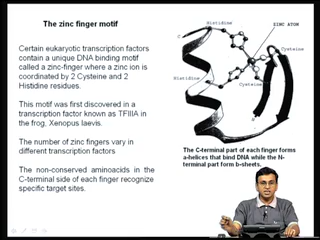 The zinc finger motif
Certain eukaryotic transcription factors
contain a unique DNA binding motif
called a zinc-finger where a zinc ion is
coordinated by 2 Cysteine and 2
Histidine residues.
This motif was first discovered in a
transcription factor known as TFIIIA in
the frog, Xenopus laevis.
The number of zinc fingers vary in
different transcription factors
The non-conserved aminoacids in the
C-terminal side of each finger recognize
specific target sites.
Histidine
ZINC ATOM
C
Cysteine
Histidine
Cysteine
The C-terminal part of each finger forms
a-helices that bind DNA while the N-
terminal part form b-sheets.